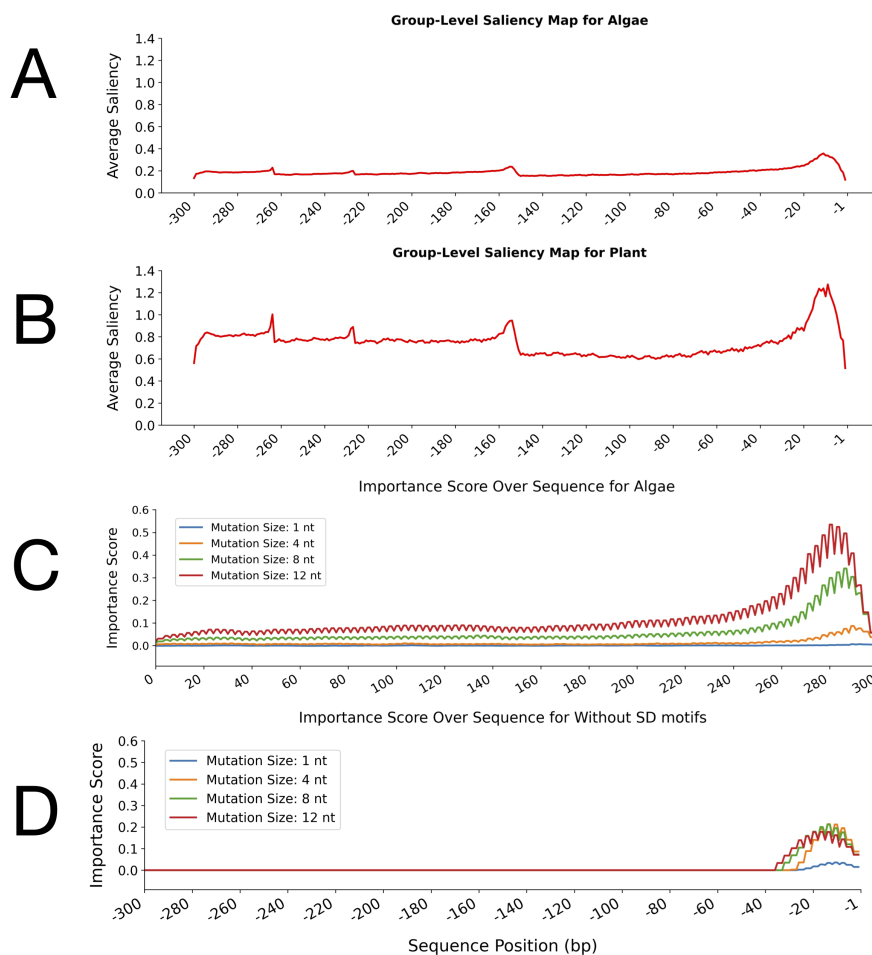 A
Group-Level Saliency Map for Algae
Average Saliency
1.4
1.2
1.0
0.8
0.6
0.4
0.2
0.0
-300 -280 -260 -240 -220 -200 -180 -160 -140 -120 -100 -80 -60 -40 -20 -1
B
Group-Level Saliency Map for Plant
Average Saliency
1.4
1.2
1.0
0.8
0.6
0.4
0.2
0.0
-300 -280 -260 -240 -220 -200 -180 -160 -140 -120 -100 -80 -60 -40 -20 -1
C
Importance Score Over Sequence for Algae
Importance Score
0.6
0.5
0.4
0.3
0.2
0.1
0.0
Mutation Size: 1 nt
Mutation Size: 4 nt
Mutation Size: 8 nt
Mutation Size: 12 nt
0 20 40 60 80 100 120 140 160 180 200 220 240 260 280 300
D
Importance Score Over Sequence for Without SD motifs
Importance Score
0.6
0.5
0.4
0.3
0.2
0.1
0.0
Mutation Size: 1 nt
Mutation Size: 4 nt
Mutation Size: 8 nt
Mutation Size: 12 nt
-300 -280 -260 -240 -220 -200 -180 -160 -140 -120 -100 -80 -60 -40 -20 -1
Sequence Position (bp)